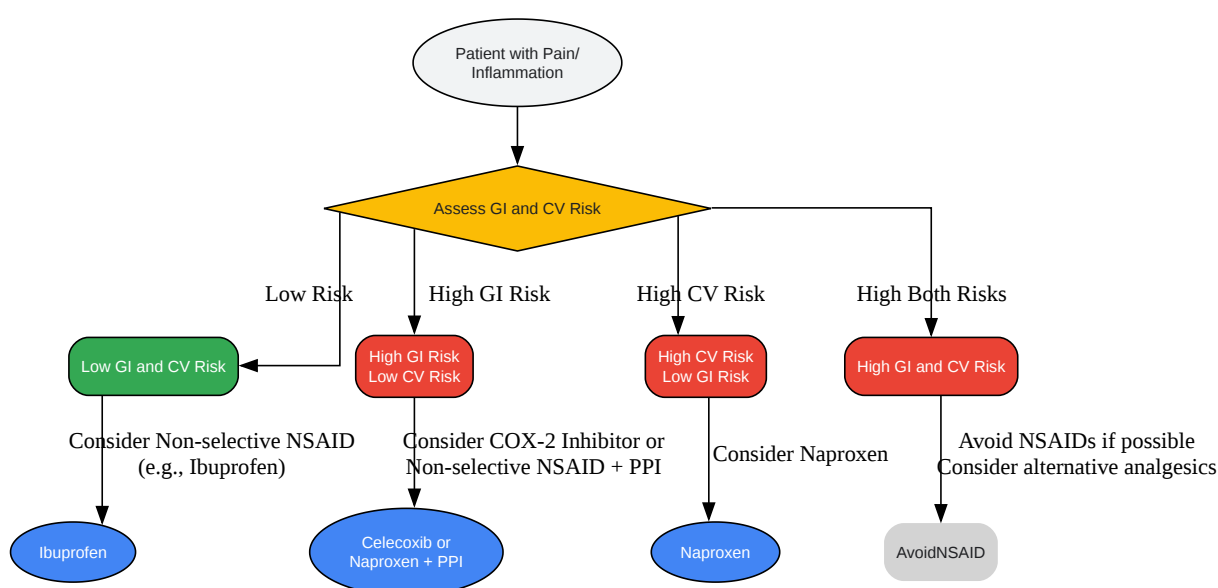 Patient with Pain/
Inflammation
Assess GI and CV Risk
Low Risk
High GI Risk
High CV Risk
High Both Risks
Low GI and CV Risk
High GI Risk
Low CV Risk
High CV Risk
Low GI Risk
High GI and CV Risk
Consider Non-selective NSAID
(e.g., Ibuprofen)
Consider COX-2 Inhibitor or
Non-selective NSAID + PPI
Consider Naproxen
Avoid NSAIDs if possible
Consider alternative analgesics
Ibuprofen
Celecoxib or
Naproxen + PPI
Naproxen
AvoidNSAID